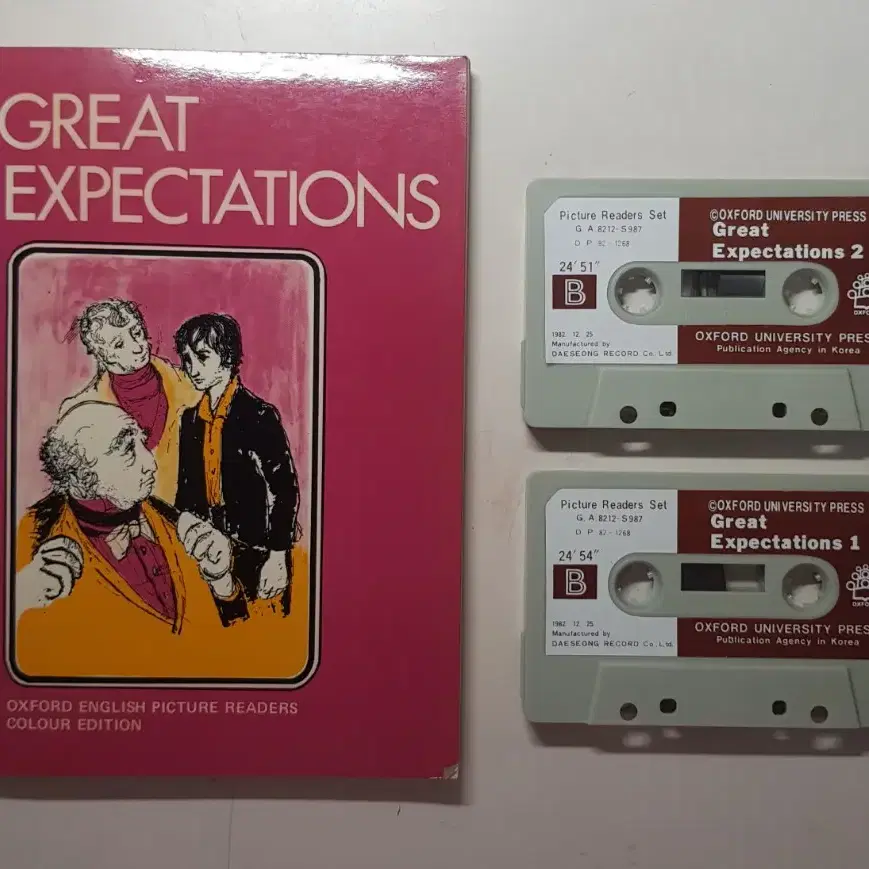 GREAT
EXPECTATIONS
OXFORD ENGLISH PICTURE READERS
COLOUR EDITION
Picture Readers Set
G. A. 8212-S987
D P 82-1268
24′ 51″
B
1982. 12. 25.
Manufactured by
DAESEONG RECORD Co., Ltd.
©OXFORD UNIVERSITY PRESS
Great
Expectations 2
OXFORD UNIVERSITY PRES
Publication Agency in Korea
Picture Readers Set
G. A. 8212-S987
D P 82-1268
24′ 54″
B
1982. 12. 25.
Manufactured by
DAESEONG RECORD Co., Ltd.
©OXFORD UNIVERSITY PRESS
Great
Expectations 1
OXFORD UNIVERSITY PRES
Publication Agency in Korea